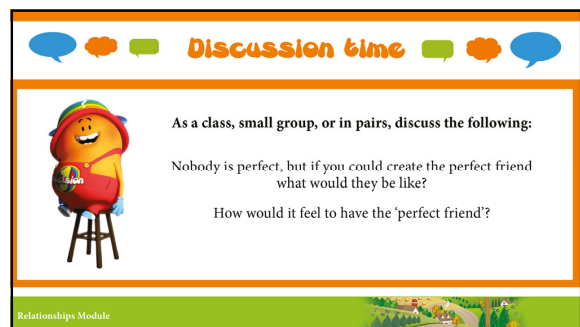 Discussion time
As a class, small group, or in pairs, discuss the following:
Nobody is perfect, but if you could create the perfect friend
what would they be like?
How would it feel to have the ‘perfect friend’?
Relationships Module